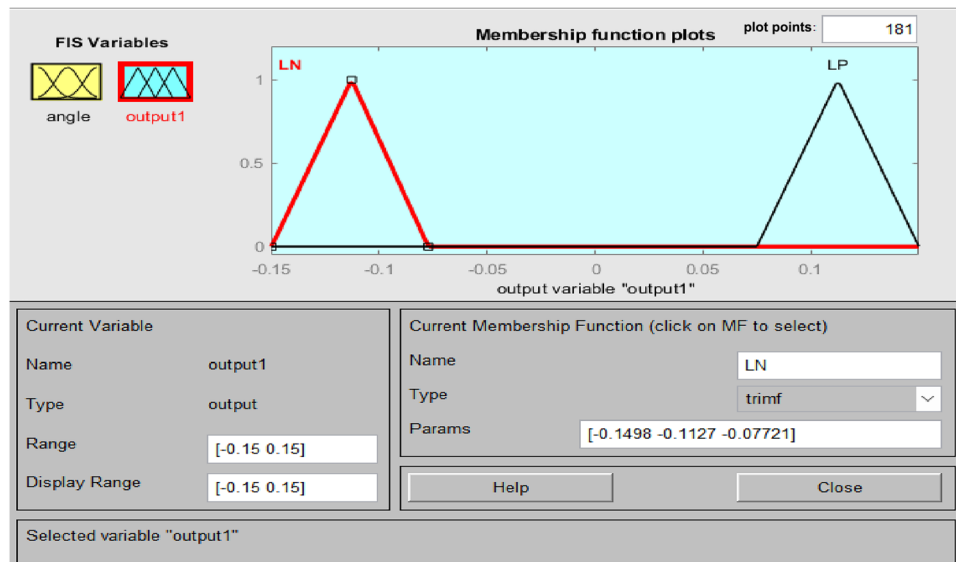 FIS Variables
angle
output1
Membership function plots
plot points:
181
LN
LP
1
0.5
0
-0.15
-0.1
-0.05
0
0.05
0.1
output variable "output1"
Current Variable
Name
output1
Type
output
Range
[-0.15 0.15]
Display Range
[-0.15 0.15]
Current Membership Function (click on MF to select)
Name
LN
Type
trimf
Params
[-0.1498 -0.1127 -0.07721]
Help
Close
Selected variable "output1"